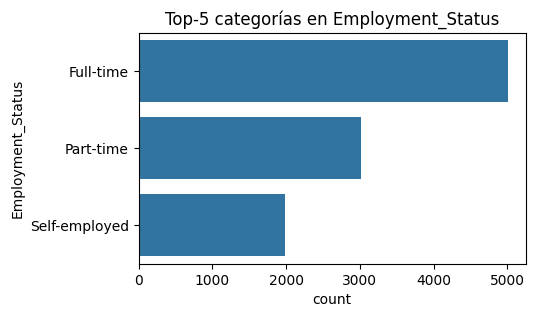 Top-5 categorías en Employment_Status
Employment_Status
Full-time
Part-time
Self-employed
0 1000 2000 3000 4000 5000
count